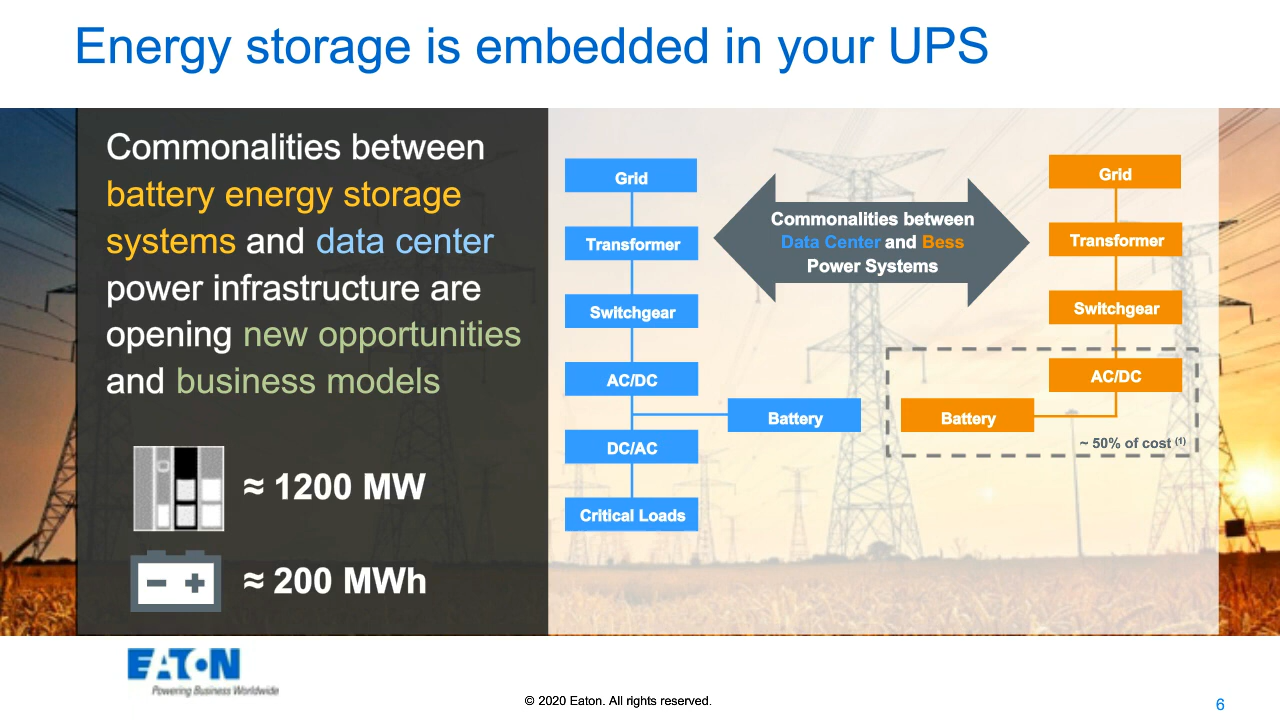 Energy storage is embedded in your UPS
Commonalities between
battery energy storage
systems and data center
power infrastructure are
opening new opportunities
and business models
≈ 1200 MW
≈ 200 MWh
Grid
Transformer
Switchgear
AC/DC
Battery
DC/AC
Critical Loads
Commonalities between
Data Center and Bess
Power Systems
Grid
Transformer
Switchgear
AC/DC
Battery
~ 50% of cost (1)
EATON
Powering Business Worldwide
© 2020 Eaton. All rights reserved.
6